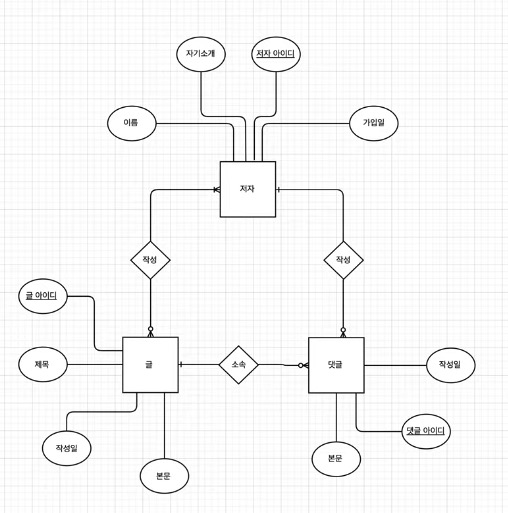 자기소개
저자 아이디
이름
가입일
저자
작성
작성
글 아이디
제목
글
소속
댓글
작성일
댓글 아이디
작성일
본문
본문